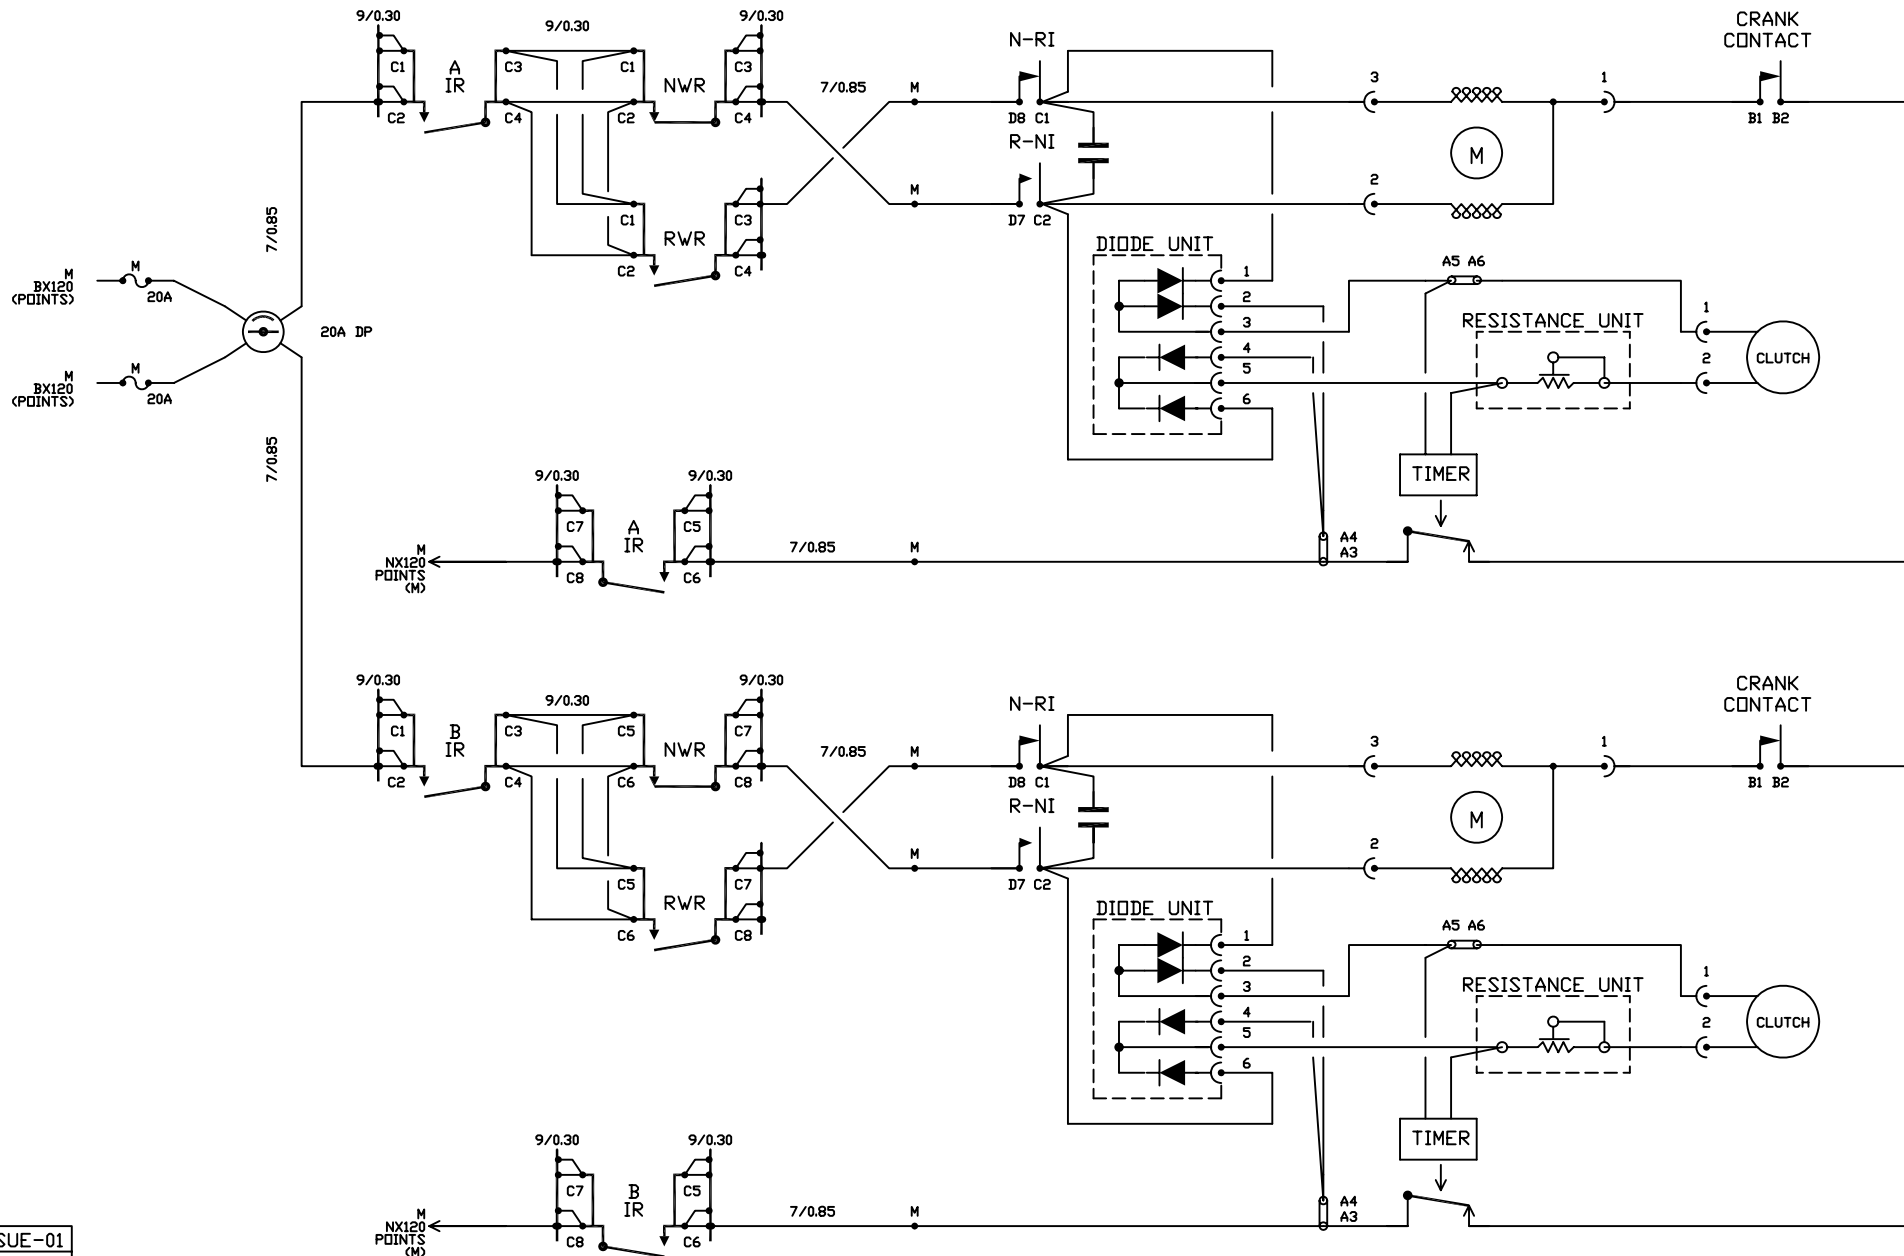 9/0.30
9/0.30
9/0.30
CRANK
CONTACT
N-RI
C1
A
IR
C3
C1
NWR
C3
7/0.85
M
3
1
C2
C4
C2
C4
D8 C1
B1 B2
R-NI
M
2
M
7/0.85
C1
C3
D7 C2
RWR
C2
C4
DIODE UNIT
1
2
3
4
5
6
A5 A6
M
BX120
(POINTS)
M
20A
20A DP
RESISTANCE UNIT
1
2
CLUTCH
M
BX120
(POINTS)
M
20A
7/0.85
TIMER
9/0.30
9/0.30
C7
A
IR
C5
7/0.85
M
A4
A3
M
NX120
POINTS
(M)
C8
C6
9/0.30
9/0.30
9/0.30
CRANK
CONTACT
N-RI
C1
B
IR
C3
C5
NWR
C7
7/0.85
M
3
1
C2
C4
C6
C8
D8 C1
B1 B2
R-NI
M
2
M
C5
C7
D7 C2
RWR
C6
C8
DIODE UNIT
1
2
3
4
5
6
A5 A6
RESISTANCE UNIT
1
2
CLUTCH
TIMER
9/0.30
9/0.30
C7
B
IR
C5
7/0.85
M
A4
A3
M
NX120
POINTS
(M)
C8
C6
SUE-01